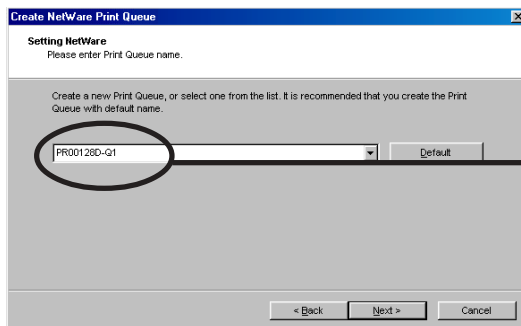 Create NetWare Print Queue
Setting NetWare
Please enter Print Queue name.
Create a new Print Queue, or select one from the list. It is recommended that you create the Print
Queue with default name.
PR00128D-Q1
Default
< Back
Next >
Cancel